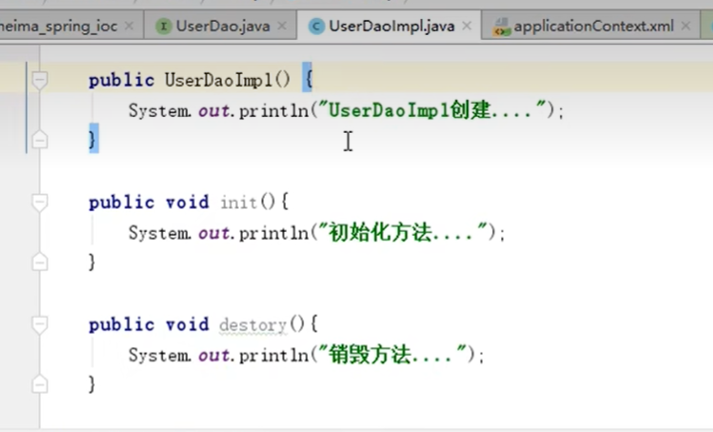 heima_spring_ioc UserDao.java UserDaoImpl.java applicationContext.xml
public UserDaoImpl() {
System.out.println("UserDaoImpl创建....");
}
public void init(){
System.out.println("初始化方法....");
}
public void destory(){
System.out.println("销毁方法....");
}